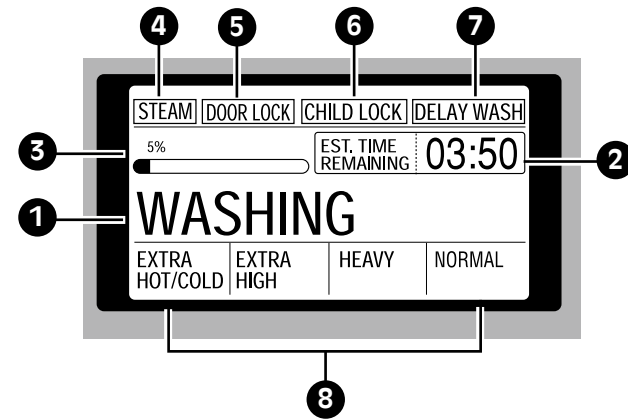 4 5 6 7
STEAM DOOR LOCK CHILD LOCK DELAY WASH
3 5% EST. TIME REMAINING 03:50 2
1 WASHING
EXTRA HOT/COLD EXTRA HIGH HEAVY NORMAL
8